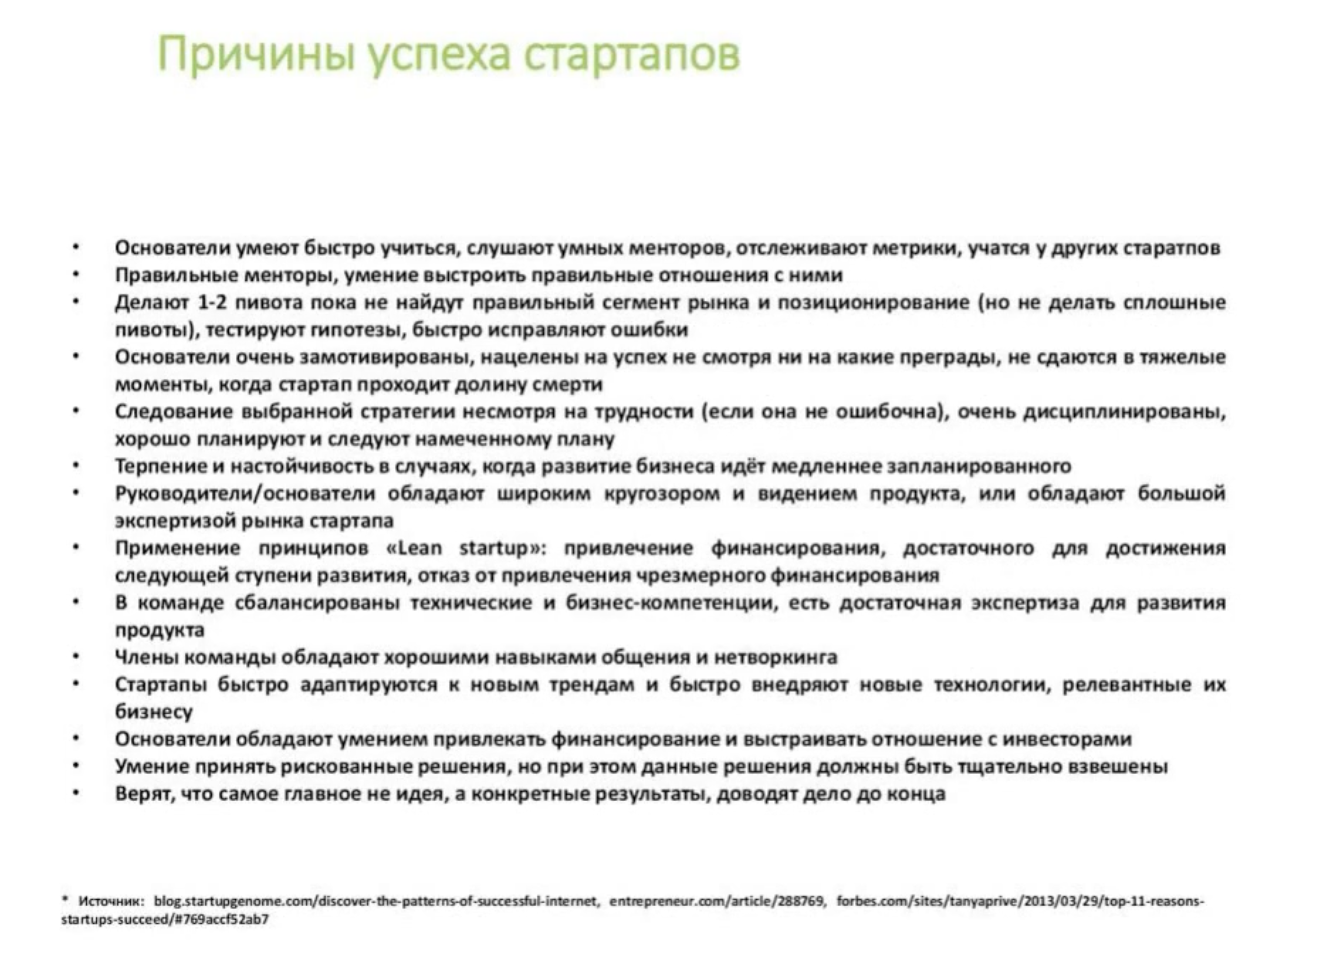 Причины успеха стартапов
• Основатели умеют быстро учиться, слушают умных менторов, отслеживают метрики, учатся у других старатпов
• Правильные менторы, умение выстроить правильные отношения с ними
• Делают 1-2 пивота пока не найдут правильный сегмент рынка и позиционирование (но не делать сплошные
пивоты), тестируют гипотезы, быстро исправляют ошибки
• Основатели очень замотивированы, нацелены на успех не смотря ни на какие преграды, не сдаются в тяжелые
моменты, когда стартап проходит долину смерти
• Следование выбранной стратегии несмотря на трудности (если она не ошибочна), очень дисциплинированы,
хорошо планируют и следуют намеченному плану
• Терпение и настойчивость в случаях, когда развитие бизнеса идёт медленнее запланированного
• Руководители/основатели обладают широким кругозором и видением продукта, или обладают большой
экспертизой рынка стартапа
• Применение принципов «Lean startup»: привлечение финансирования, достаточного для достижения
следующей ступени развития, отказ от привлечения чрезмерного финансирования
• В команде сбалансированы технические и бизнес-компетенции, есть достаточная экспертиза для развития
продукта
• Члены команды обладают хорошими навыками общения и нетворкинга
• Стартапы быстро адаптируются к новым трендам и быстро внедряют новые технологии, релевантные их
бизнесу
• Основатели обладают умением привлекать финансирование и выстраивать отношение с инвесторами
• Умение принять рискованные решения, но при этом данные решения должны быть тщательно взвешены
• Верят, что самое главное не идея, а конкретные результаты, доводят дело до конца
* Источник: blog.startupgenome.com/discover-the-patterns-of-successful-internet, entrepreneur.com/article/288769, forbes.com/sites/tanyaprive/2013/03/29/top-11-reasons-
startups-succeed/#769accf52ab7